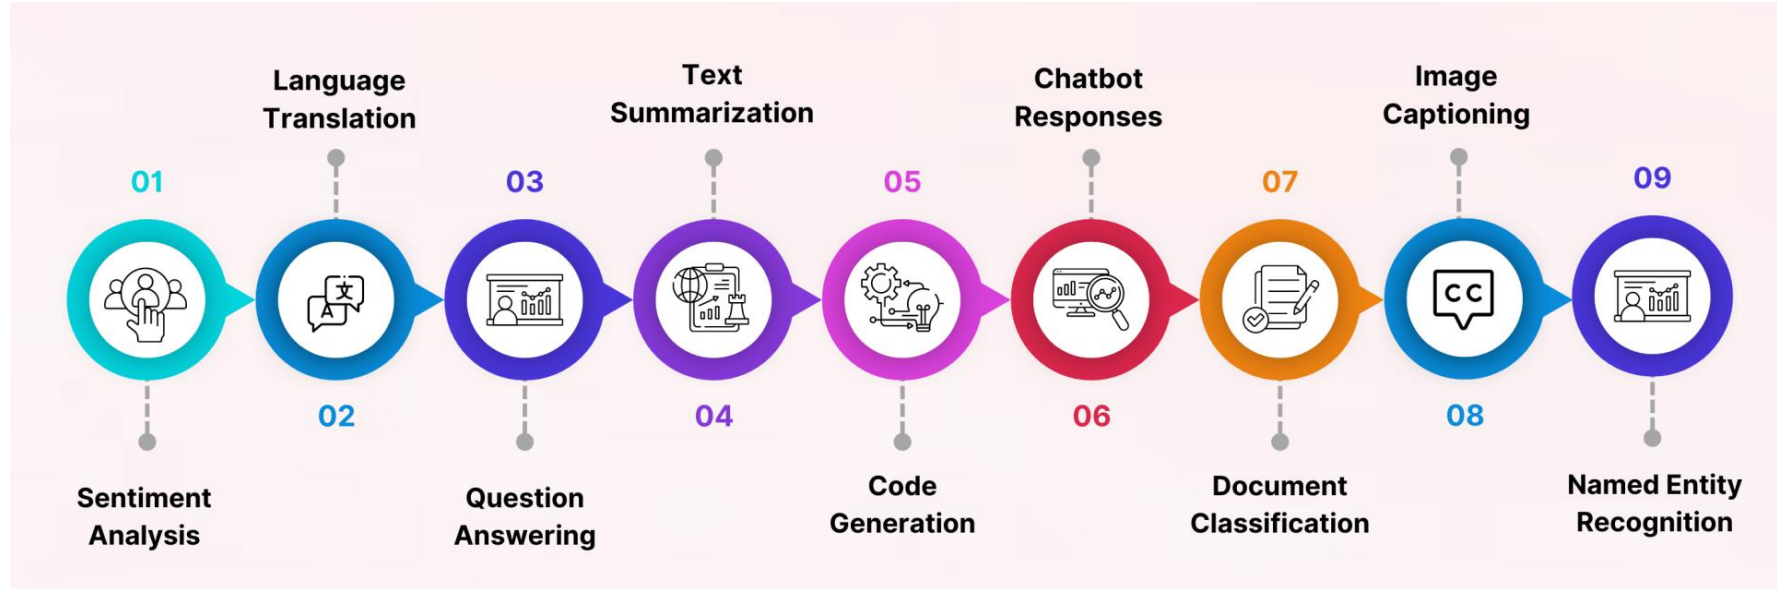 01
Sentiment
Analysis
Language
Translation
文
A
02
03
Question
Answering
Text
Summarization
04
05
Code
Generation
Chatbot
Responses
06
07
Document
Classification
Image
Captioning
CC
08
09
Named Entity
Recognition